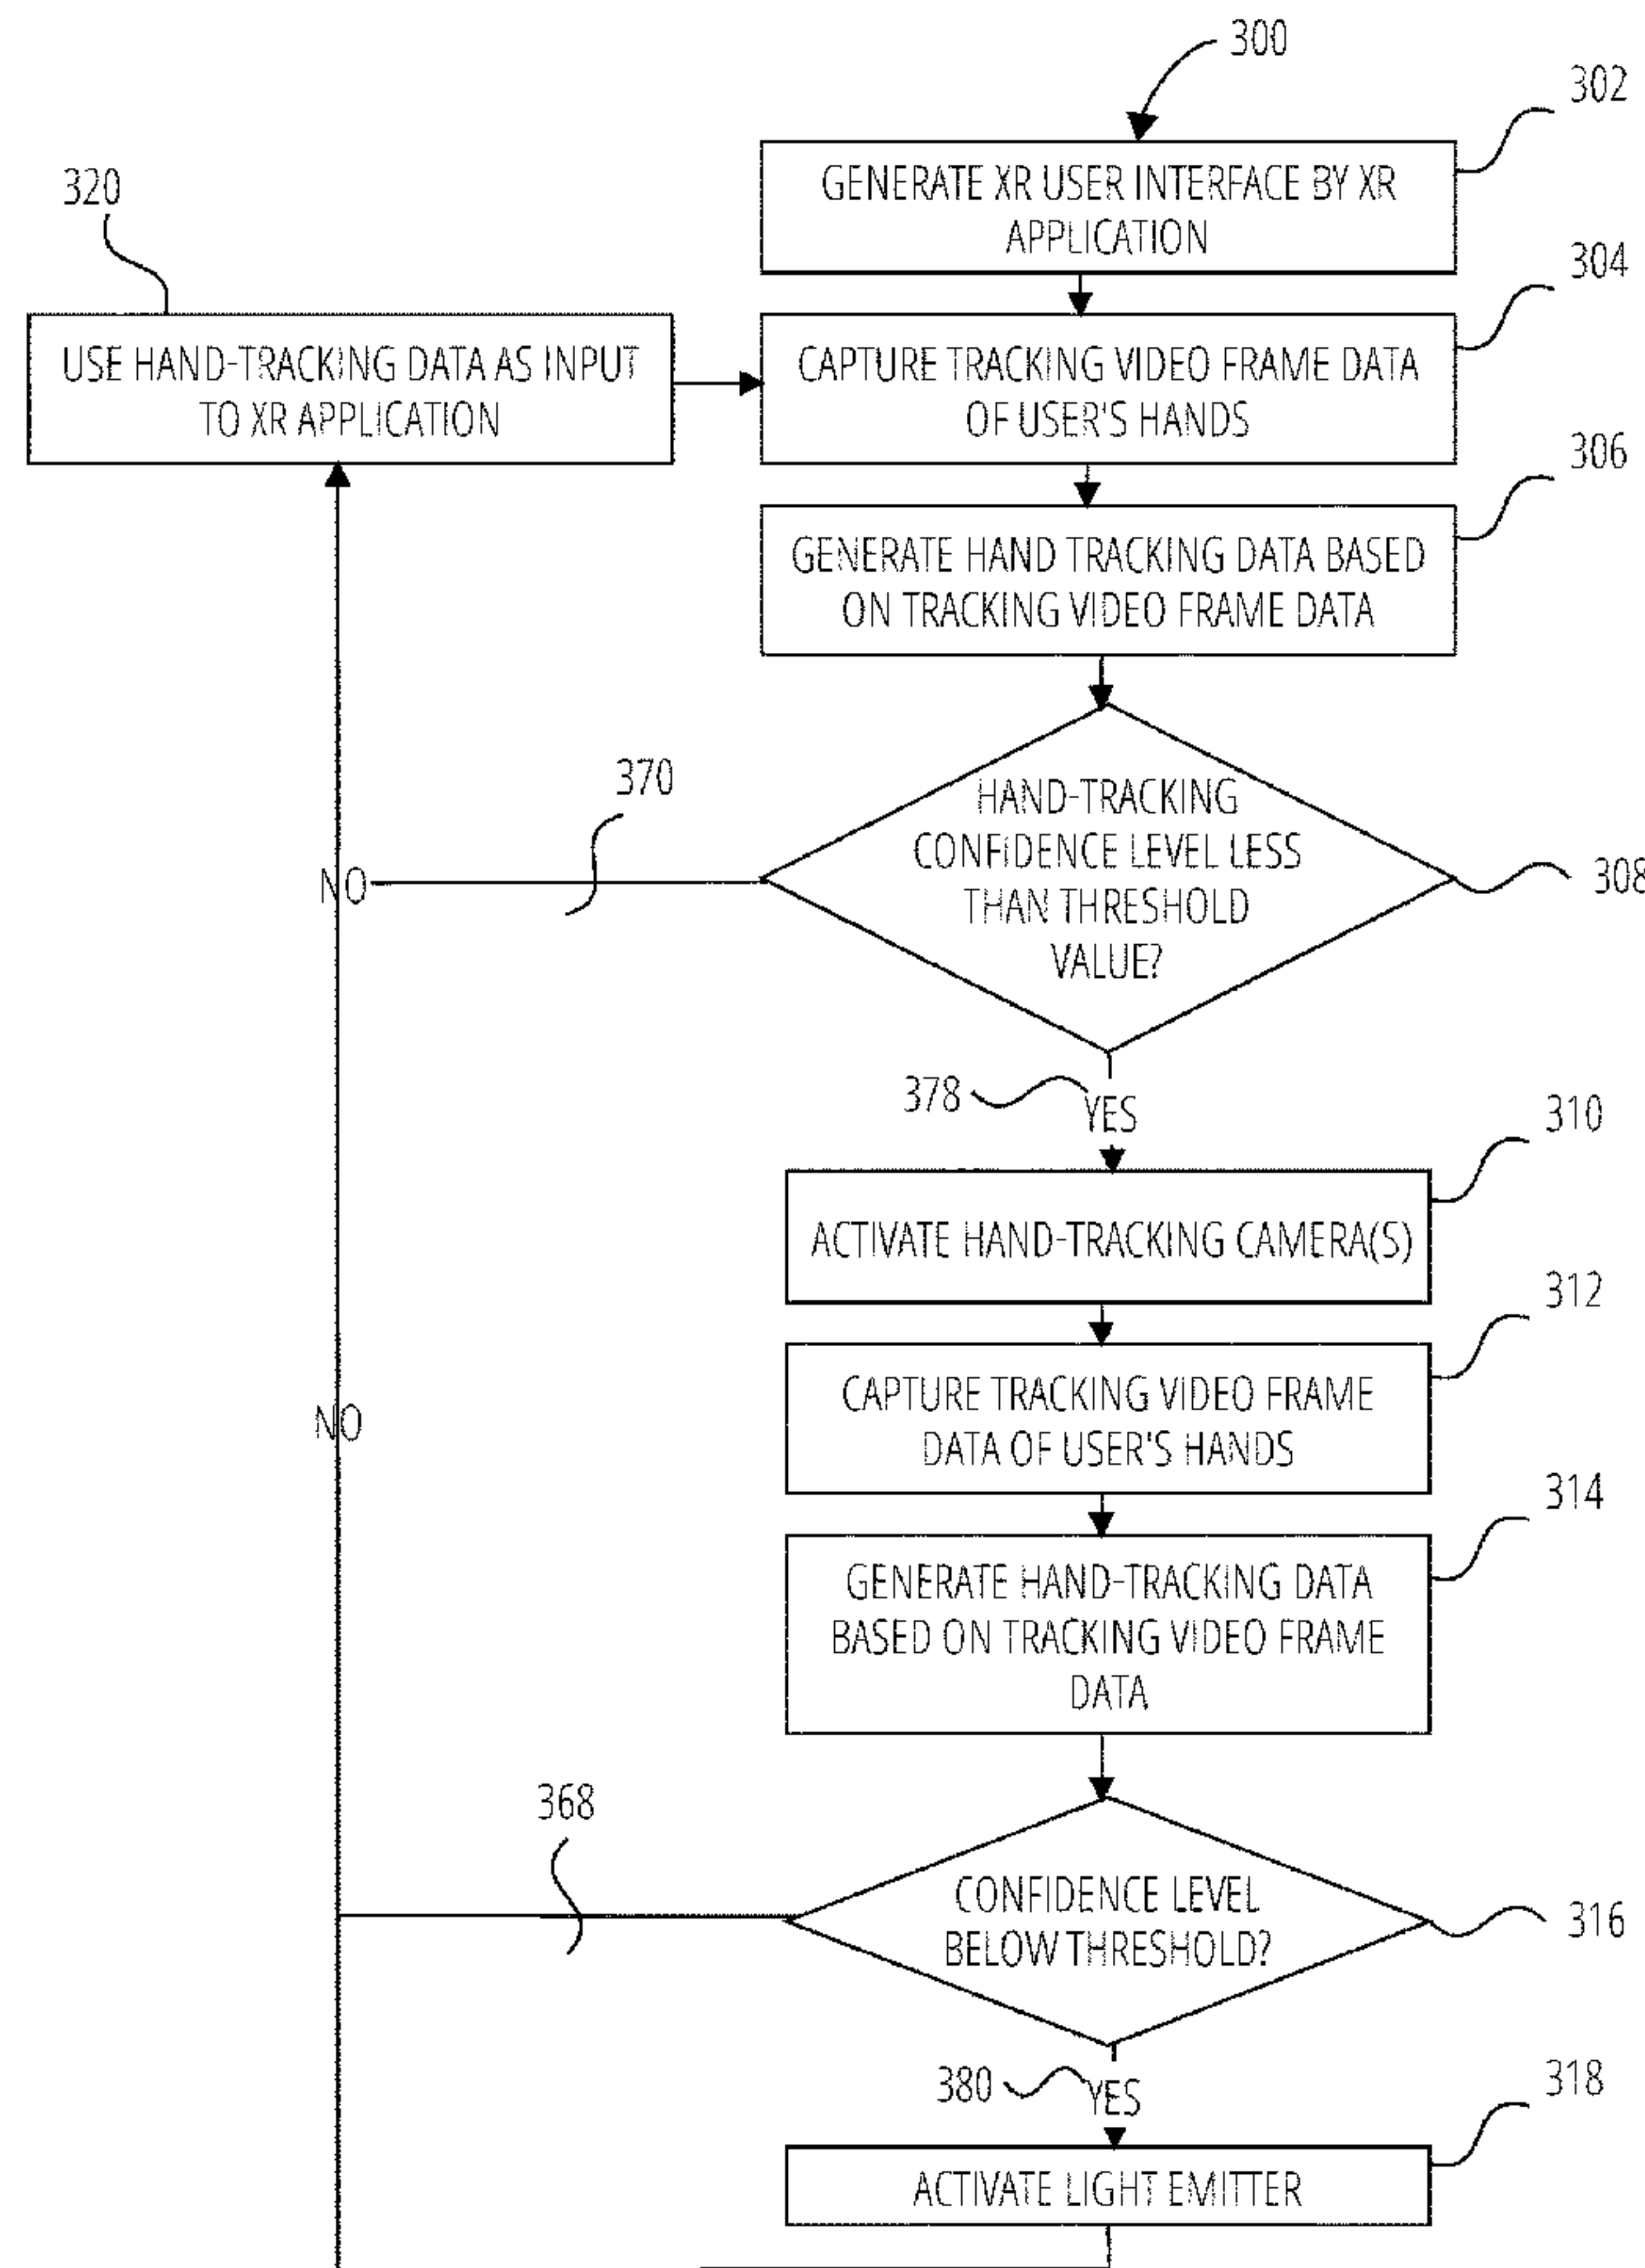 300
302
GENERATE XR USER INTERFACE BY XR
APPLICATION
320
304
USE HAND-TRACKING DATA AS INPUT
TO XR APPLICATION
CAPTURE TRACKING VIDEO FRAME DATA
OF USER'S HANDS
306
GENERATE HAND TRACKING DATA BASED
ON TRACKING VIDEO FRAME DATA
370
HAND-TRACKING
CONFIDENCE LEVEL LESS
THAN THRESHOLD
VALUE?
NO
308
378
YES
310
ACTIVATE HAND-TRACKING CAMERA(S)
312
CAPTURE TRACKING VIDEO FRAME
DATA OF USER'S HANDS
NO
314
GENERATE HAND-TRACKING DATA
BASED ON TRACKING VIDEO FRAME
DATA
368
CONFIDENCE LEVEL
BELOW THRESHOLD?
316
380
YES
318
ACTIVATE LIGHT EMITTER